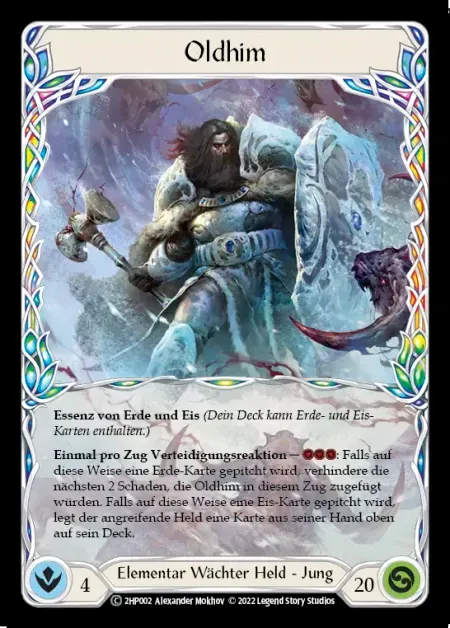 Oldhim
Essenz von Erde und Eis (Dein Deck kann Erde- und Eis-
Karten enthalten.)
Einmal pro Zug Verteidigungsreaktion — : Falls auf
diese Weise eine Erde-Karte gepitcht wird, verhindere die
nächsten 2 Schaden, die Oldhim in diesem Zug zugefügt
würden. Falls auf diese Weise eine Eis-Karte gepitcht wird,
legt der angreifende Held eine Karte aus seiner Hand oben
auf sein Deck.
4 Elementar Wächter Held - Jung 20
© 2HP002 Alexander Mokhov © 2022 Legend Story Studios